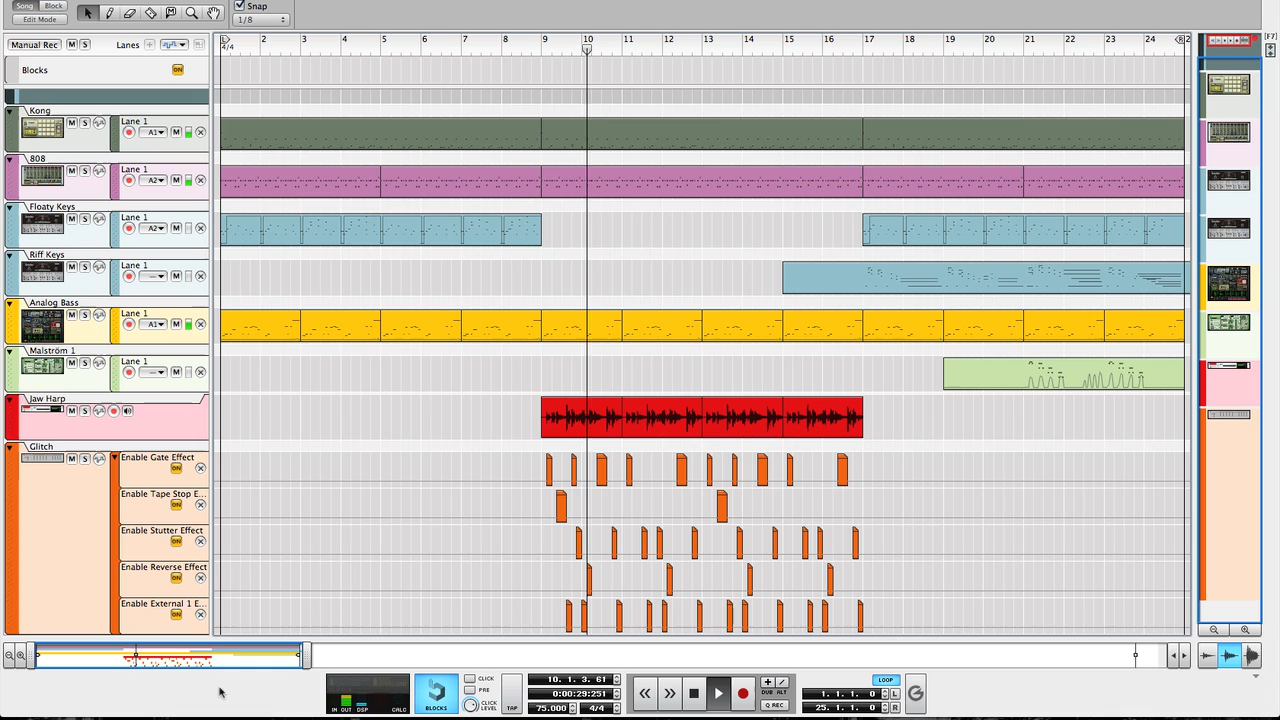 Song Block
Edit Mode
Snap
1/8
[F7]
Manual Rec M S Lanes
2 3 4 5 6 7 8 9 10 11 12 13 14 15 16 17 18 19 20 21 22 23 24 2
4/4
Blocks ON
Kong
M S Lane 1
A1 M
808
M S Lane 1
A2 M
Floaty Keys
M S Lane 1
A2 M
Riff Keys
M S Lane 1
— M
Analog Bass
M S Lane 1
A1 M
Malström 1
M S Lane 1
— M
Jaw Harp
M S
Glitch
M S Enable Gate Effect
ON
Enable Tape Stop E...
ON
Enable Stutter Effect
ON
Enable Reverse Effect
ON
Enable External 1 E...
ON
IN OUT DSP CALC
BLOCKS
CLICK
PRE
CLICK LEVEL
TAP
10. 1. 3. 61
0:00:29:251
75.000 4/4
DUB ALT
Q REC
LOOP
1. 1. 1. 0 L
25. 1. 1. 0 R